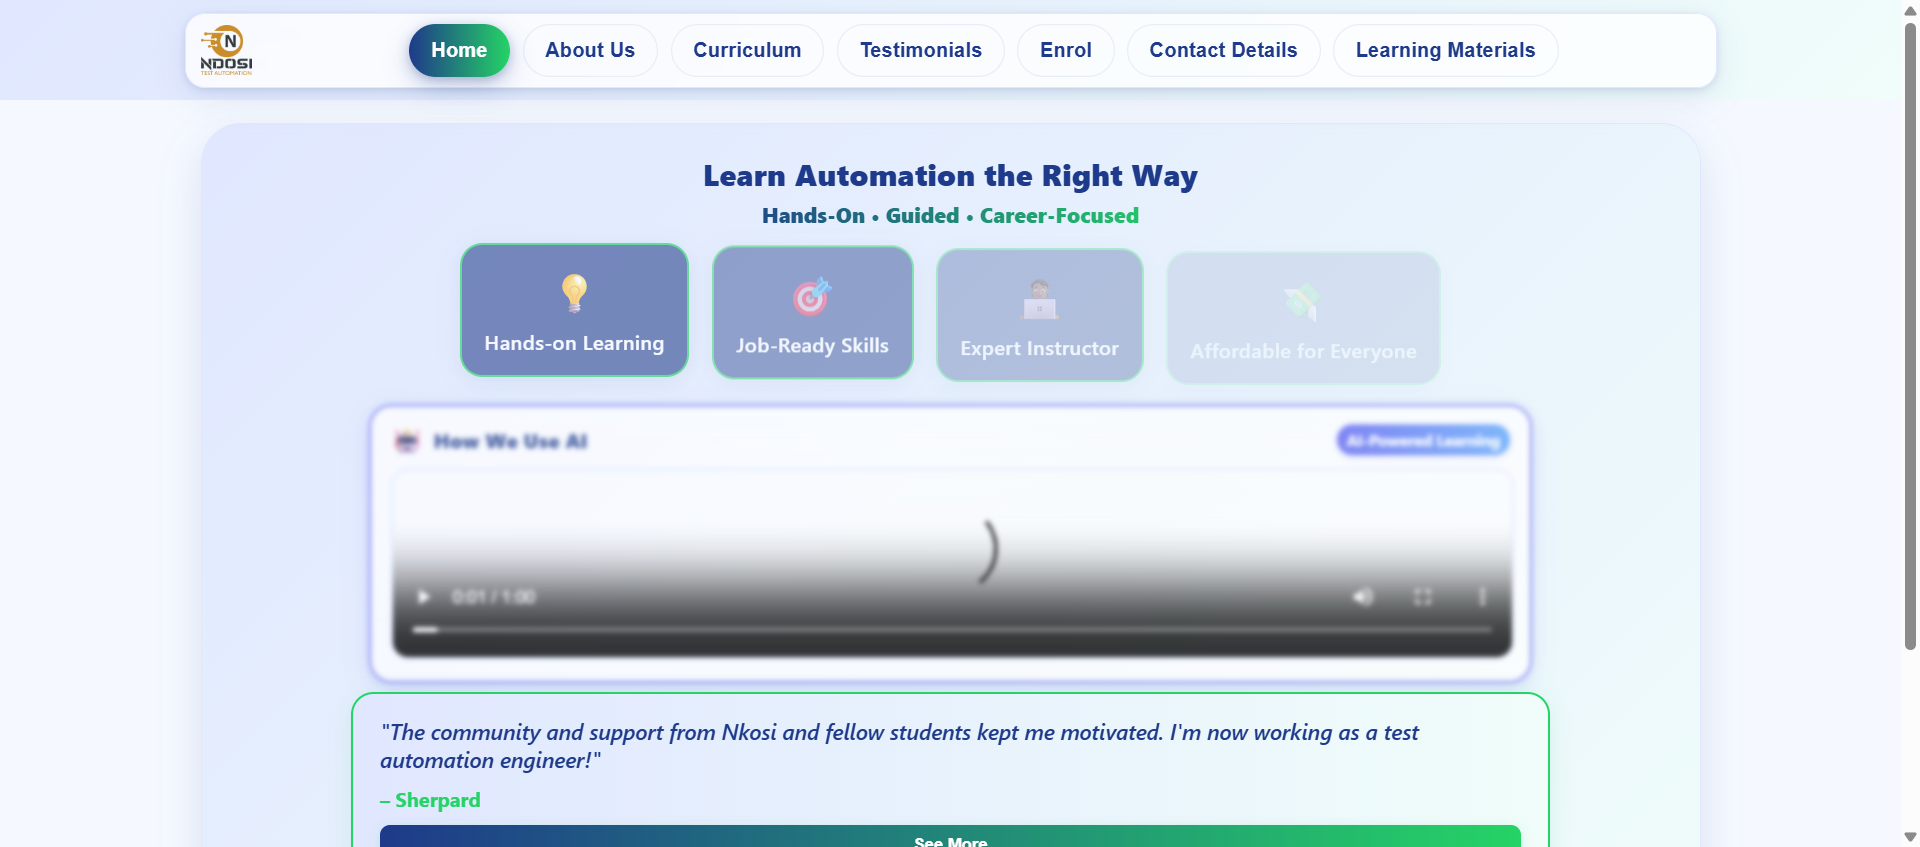 N
NDOSI
TEST AUTOMATION
Home
About Us
Curriculum
Testimonials
Enrol
Contact Details
Learning Materials
Learn Automation the Right Way
Hands-On • Guided • Career-Focused
Hands-on Learning
Job-Ready Skills
Expert Instructor
Affordable for Everyone
How We Use AI
AI-Powered Learning
0:01 / 1:00
"The community and support from Nkosi and fellow students kept me motivated. I'm now working as a test
automation engineer!"
– Sherpard
See More